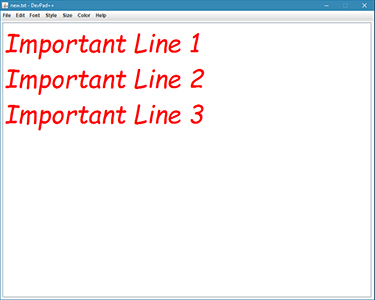 new.txt - DevPad++
File Edit Font Style Size Color Help
Important Line 1
Important Line 2
Important Line 3